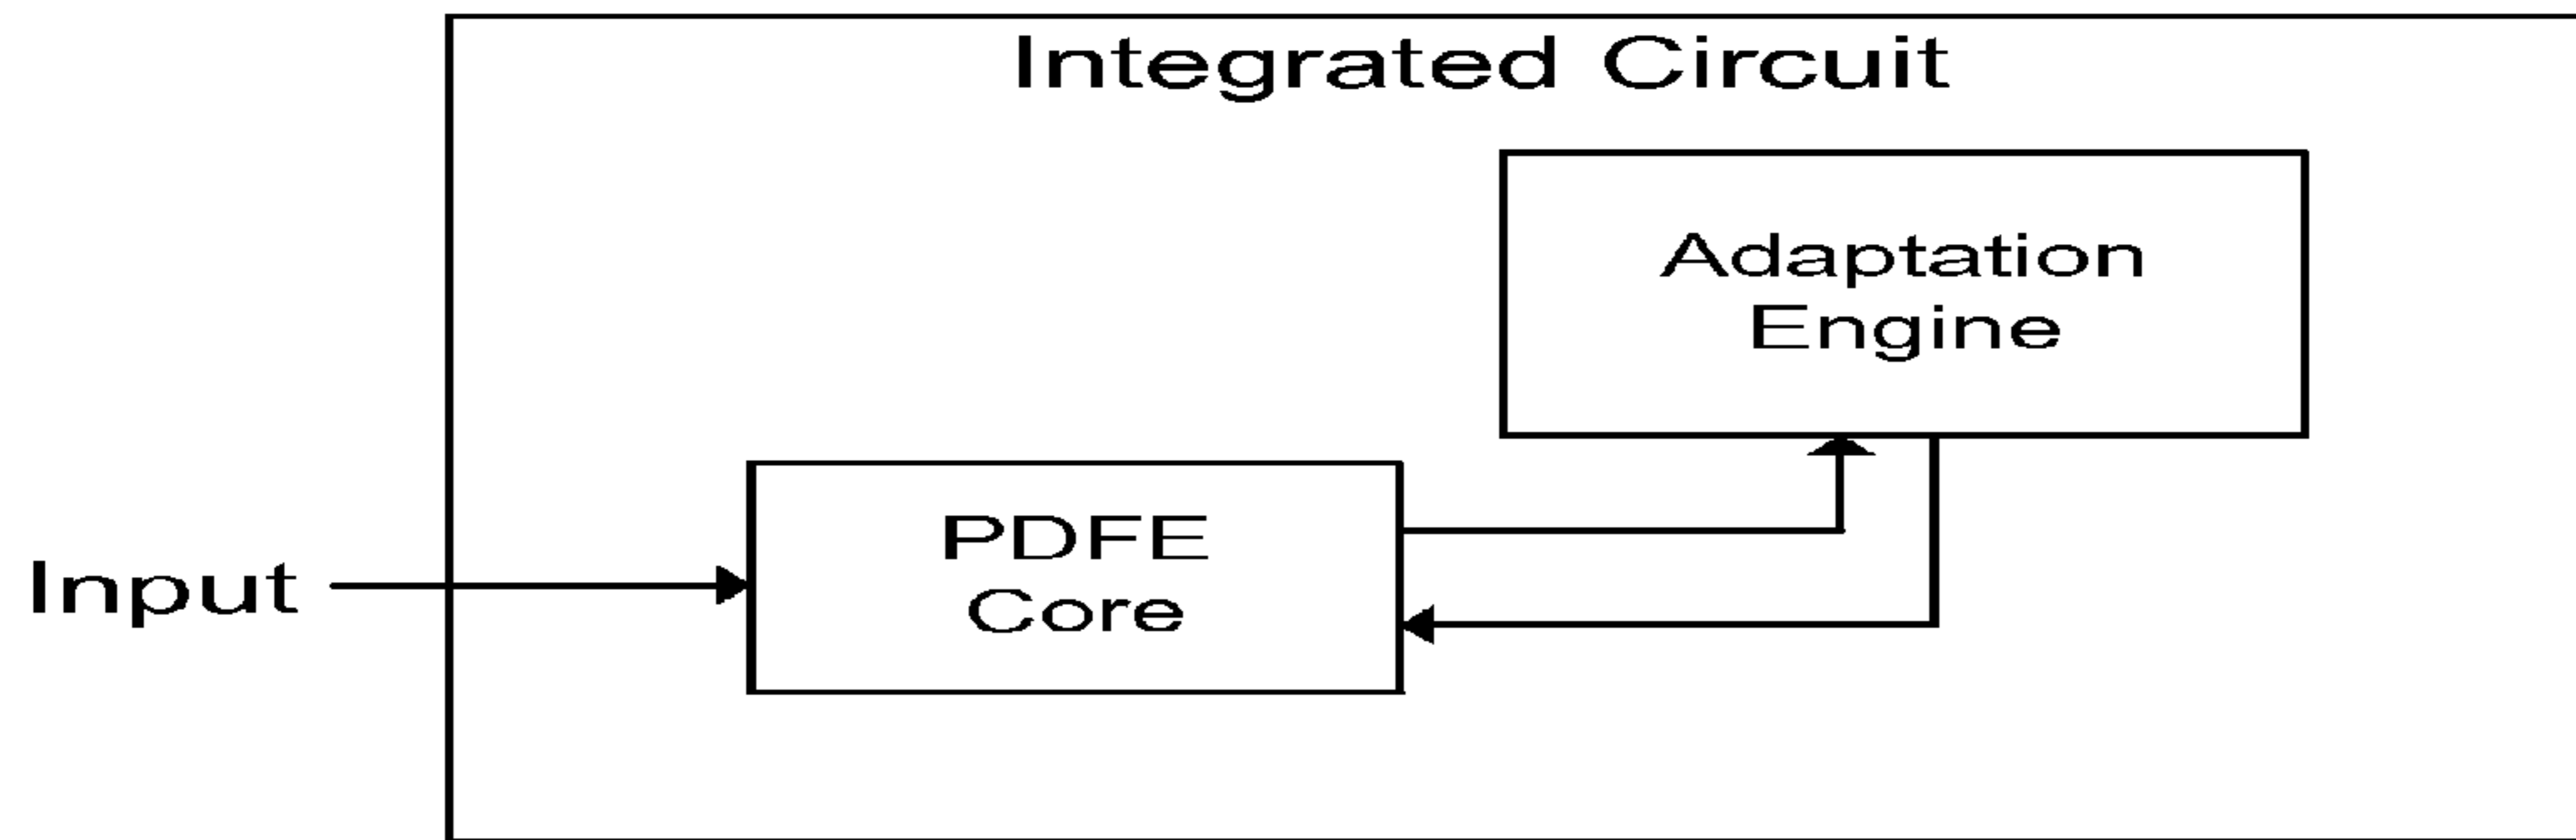 Integrated Circuit
Adaptation
Engine
PDFE
Core
Input